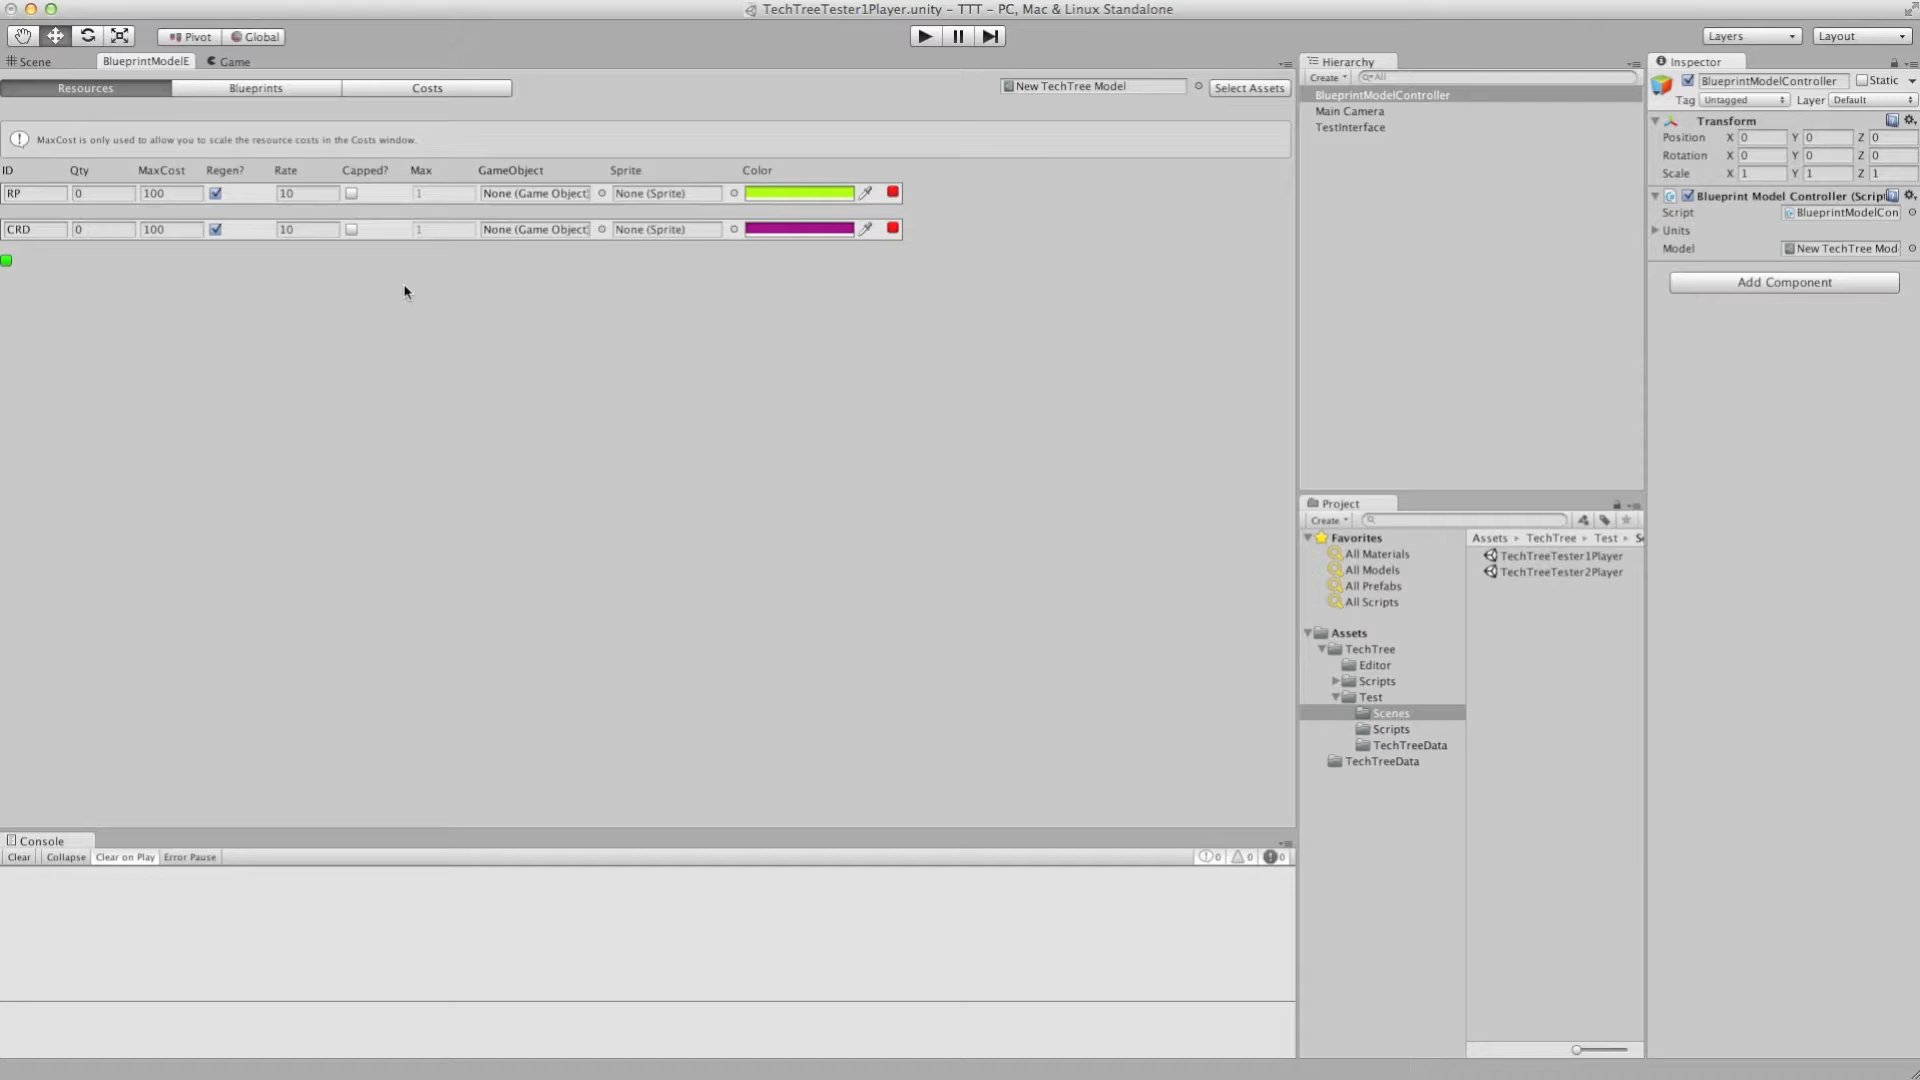 TechTreeTester1Player.unity - TTT - PC, Mac & Linux Standalone
Pivot Global Layers Layout
Scene BlueprintModelE Game
Resources Blueprints Costs New TechTree Model Select Assets
MaxCost is only used to allow you to scale the resource costs in the Costs window.
ID Qty MaxCost Regen? Rate Capped? Max GameObject Sprite Color
RP 0 100 10 1 None (Game Object) None (Sprite)
CRD 0 100 10 1 None (Game Object) None (Sprite)
Console
Clear Collapse Clear on Play Error Pause 0 0 0
Hierarchy
Create All
BlueprintModelController
Main Camera
TestInterface
Project
Create
Favorites
All Materials
All Models
All Prefabs
All Scripts
Assets
TechTree
Editor
Scripts
Test
Scenes
Scripts
TechTreeData
TechTreeData
Assets TechTree Test S
TechTreeTester1Player
TechTreeTester2Player
Inspector
BlueprintModelController Static
Tag Untagged Layer Default
Transform
Position X 0 Y 0 Z 0
Rotation X 0 Y 0 Z 0
Scale X 1 Y 1 Z 1
Blueprint Model Controller (Script
Script BlueprintModelCon
Units
Model New TechTree Mod
Add Component